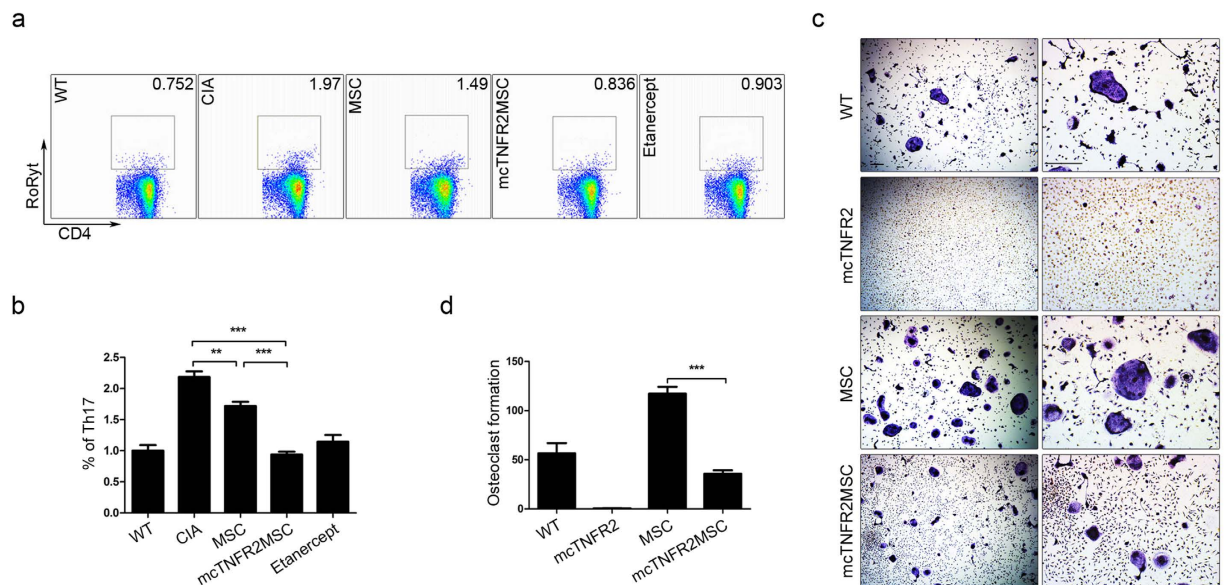 a
WT
0.752
CIA
1.97
MSC
1.49
mcTNFR2MSC
0.836
Etanercept
0.903
RoRγt
CD4
b
% of Th17
2.5
2.0
1.5
1.0
0.5
0.0
***
**
***
WT
CIA
MSC
mcTNFR2MSC
Etanercept
d
Osteoclast formation
150
100
50
0
***
WT
mcTNFR2
MSC
mcTNFR2MSC
c
WT
mcTNFR2
MSC
mcTNFR2MSC